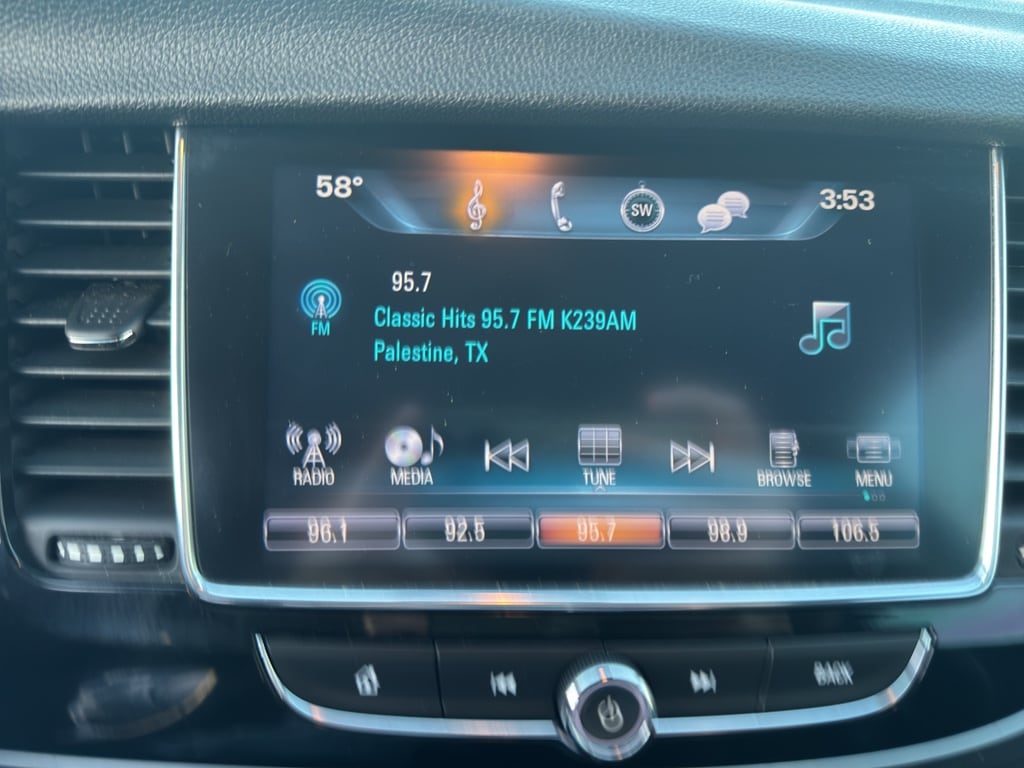 58°
SW
3:53
95.7
FM
Classic Hits 95.7 FM K239AM
Palestine, TX
RADIO
MEDIA
TUNE
BROWSE
MENU
96.1
92.5
95.7
98.9
106.5
BACK